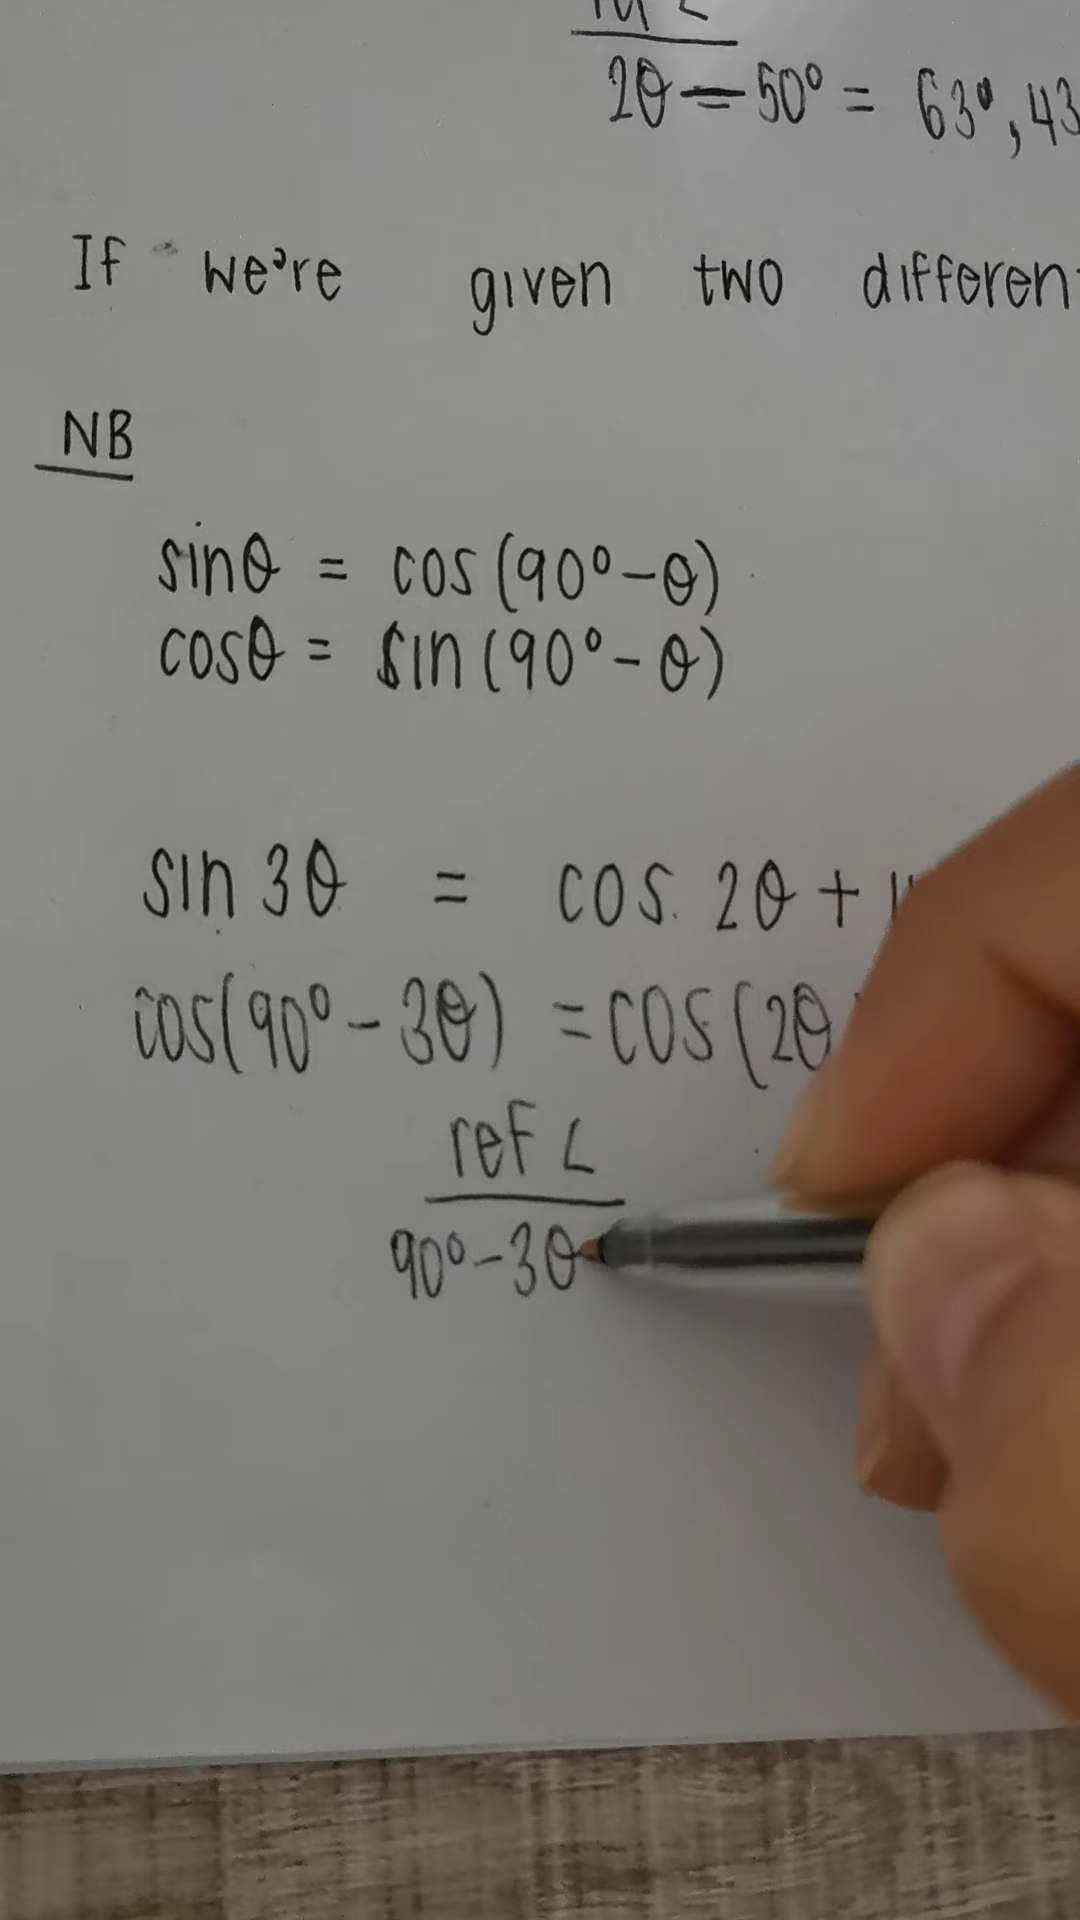 2θ – 50° = 63°,43
If we're given two differen
NB
sinθ = cos(90° – θ)
cosθ = sin(90° – θ)
sin 3θ = cos 2θ +
cos(90° – 3θ) = cos(2θ
ref ∠
90° – 3θ